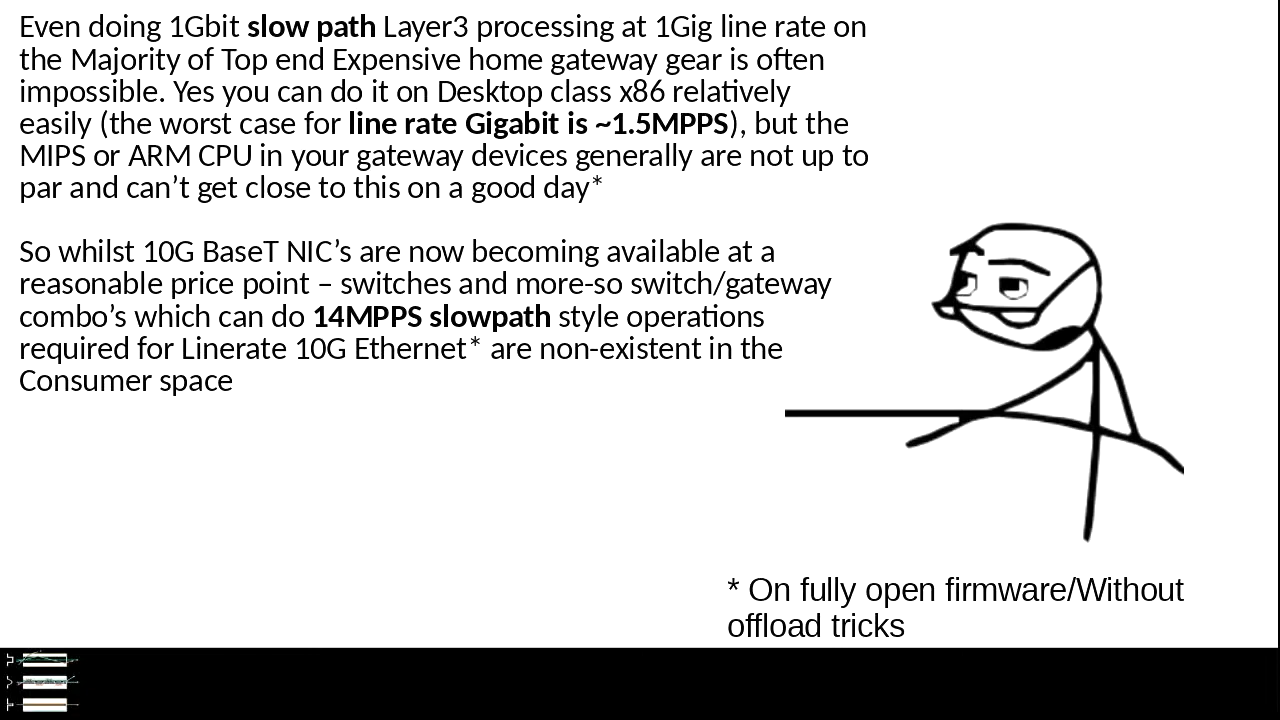 Even doing 1Gbit slow path Layer3 processing at 1Gig line rate on
the Majority of Top end Expensive home gateway gear is often
impossible. Yes you can do it on Desktop class x86 relatively
easily (the worst case for line rate Gigabit is ~1.5MPPS), but the
MIPS or ARM CPU in your gateway devices generally are not up to
par and can’t get close to this on a good day*
So whilst 10G BaseT NIC’s are now becoming available at a
reasonable price point – switches and more-so switch/gateway
combo’s which can do 14MPPS slowpath style operations
required for Linerate 10G Ethernet* are non-existent in the
Consumer space
* On fully open firmware/Without
offload tricks